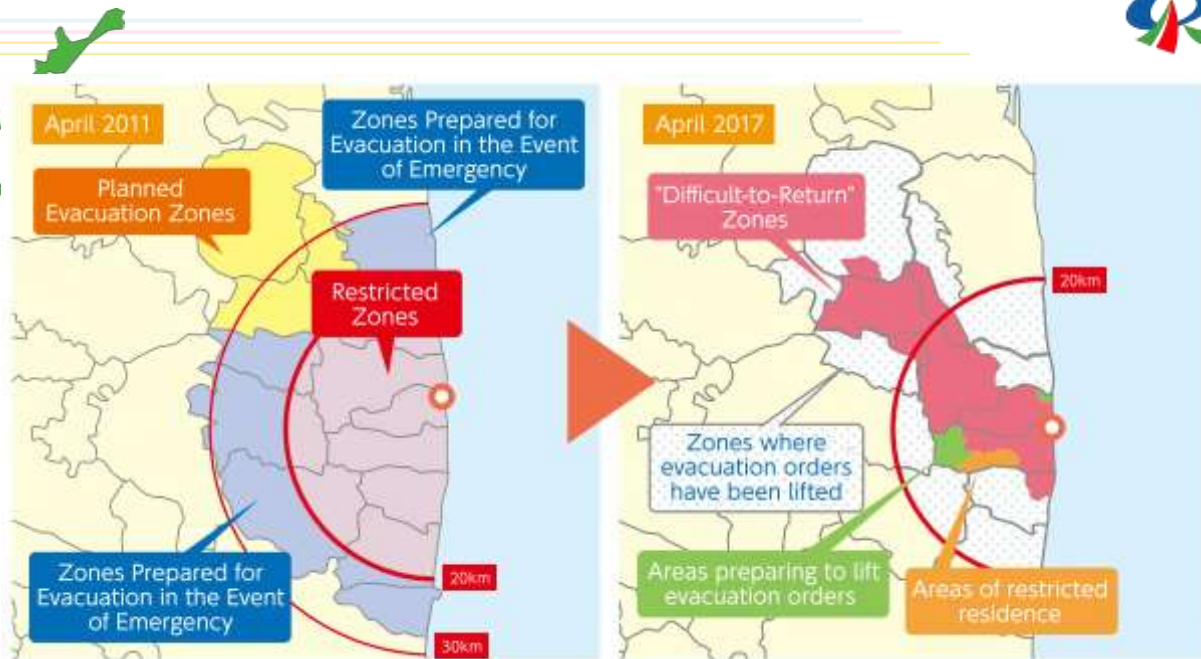 April 2011
Zones Prepared for
Evacuation in the Event
of Emergency
Planned
Evacuation Zones
Restricted
Zones
Zones Prepared for
Evacuation in the Event
of Emergency
20km
30km
April 2017
"Difficult-to-Return"
Zones
20km
Zones where
evacuation orders
have been lifted
Areas preparing to lift
evacuation orders
Areas of restricted
residence